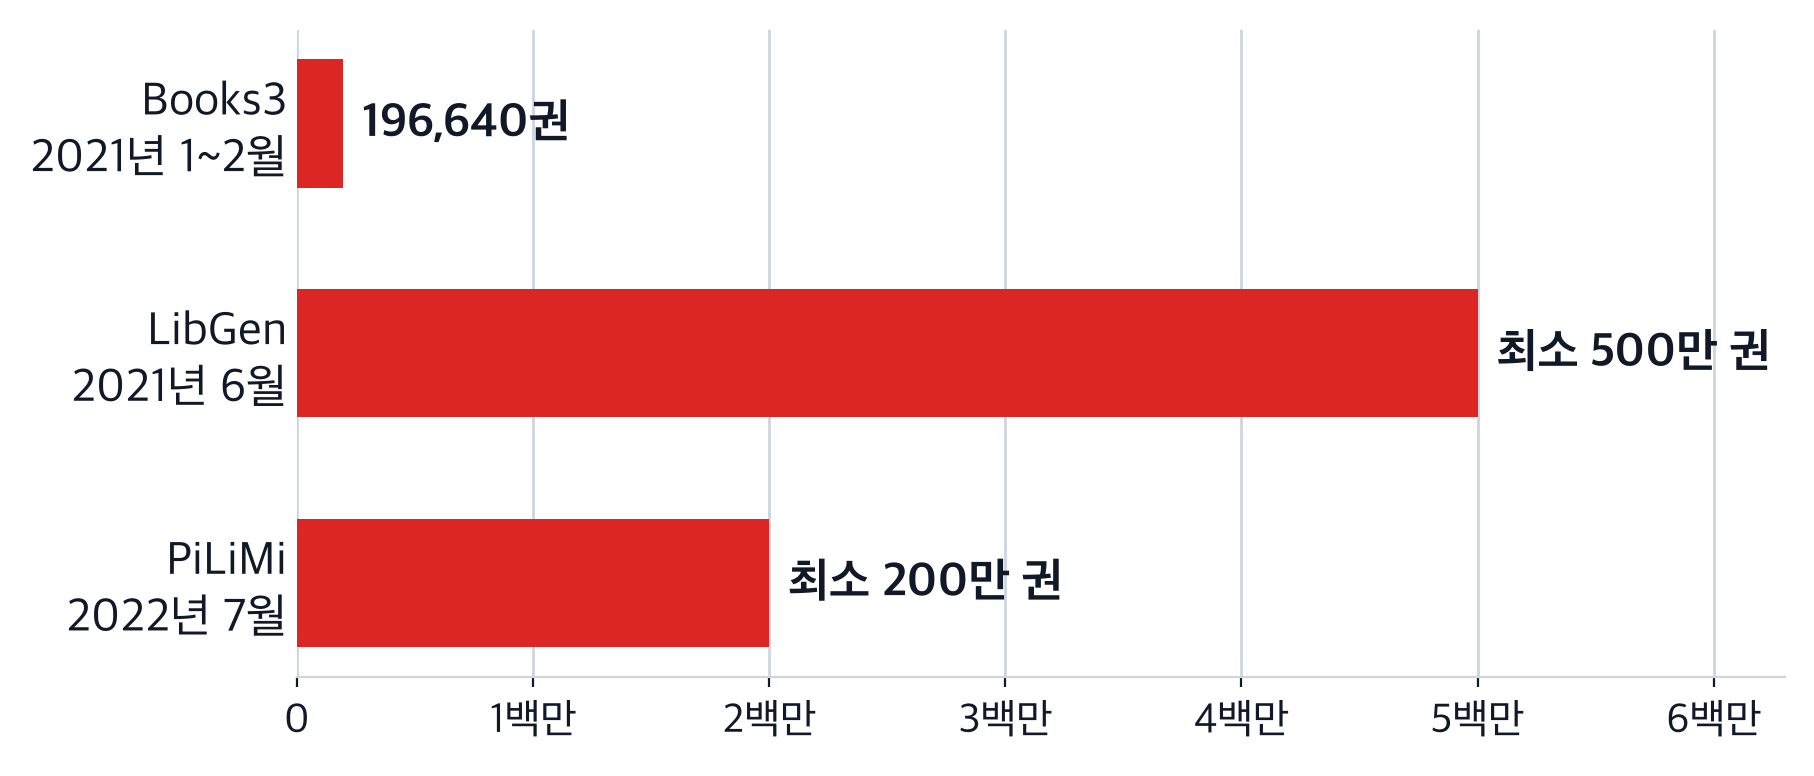 Books3
2021년 1~2월
196,640권
LibGen
2021년 6월
최소 500만 권
PiLiMi
2022년 7월
최소 200만 권
0
1백만
2백만
3백만
4백만
5백만
6백만